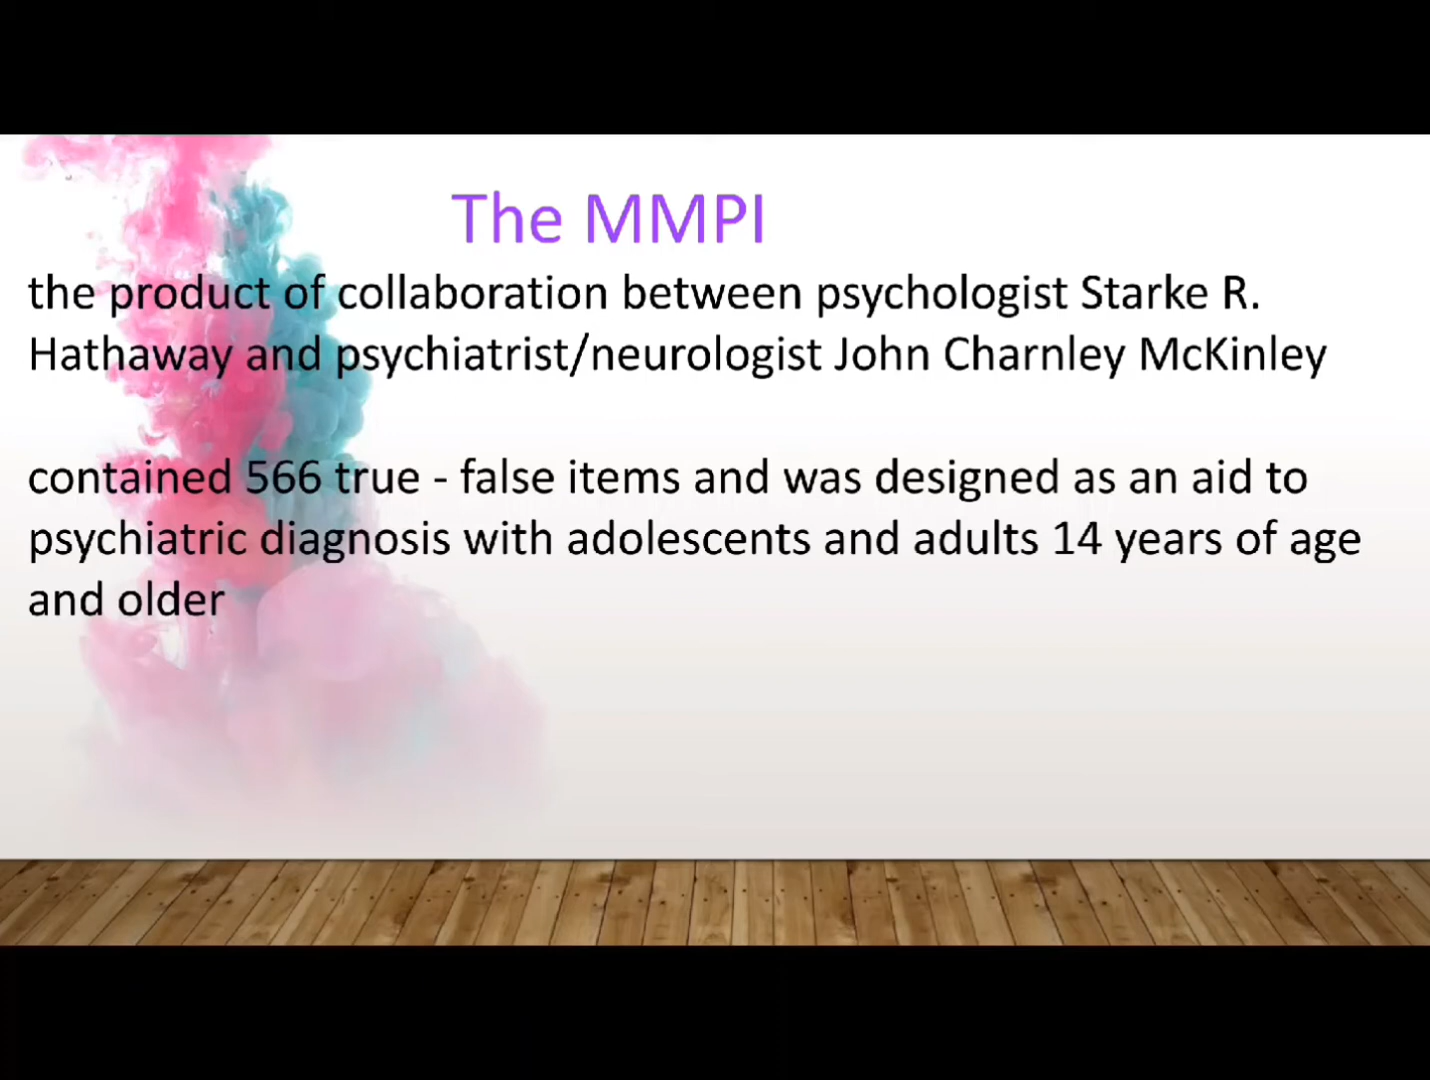 The MMPI
the product of collaboration between psychologist Starke R.
Hathaway and psychiatrist/neurologist John Charnley McKinley
contained 566 true - false items and was designed as an aid to
psychiatric diagnosis with adolescents and adults 14 years of age
and older